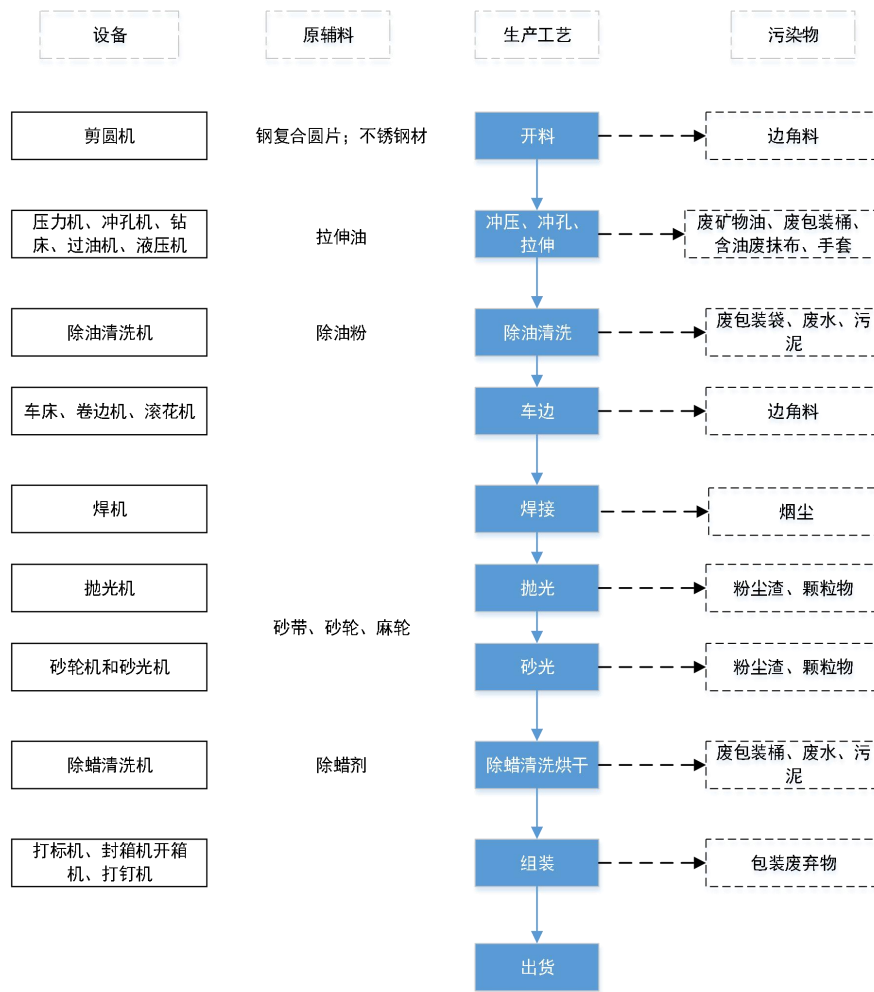 设备
原辅料
生产工艺
污染物
剪圆机
钢复合圆片；不锈钢材
开料
边角料
压力机、冲孔机、钻
床、过油机、液压机
拉伸油
冲压、冲孔、
拉伸
废矿物油、废包装桶、
含油废抹布、手套
除油清洗机
除油粉
除油清洗
废包装袋、废水、污
泥
车床、卷边机、滚花机
车边
边角料
焊机
焊接
烟尘
抛光机
抛光
粉尘渣、颗粒物
砂带、砂轮、麻轮
砂轮机和砂光机
砂光
粉尘渣、颗粒物
除蜡清洗机
除蜡剂
除蜡清洗烘干
废包装桶、废水、污
泥
打标机、封箱机开箱
机、打钉机
组装
包装废弃物
出货